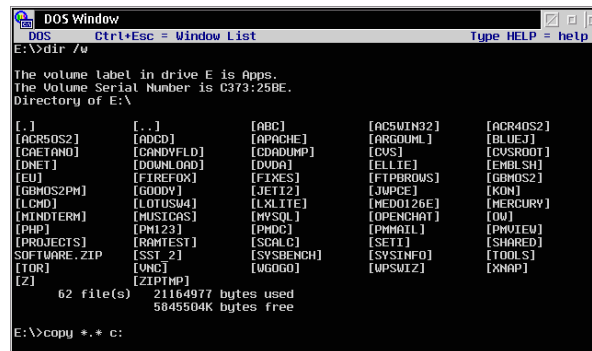 DOS Window
DOS Ctrl+Esc = Window List Type HELP = help
E:\>dir /w
The volume label in drive E is Apps.
The Volume Serial Number is C373:25BE.
Directory of E:\
[.] [..] [ABC] [AC5WIN32] [ACR4OS2]
[ACR5OS2] [ADCD] [APACHE] [ARGOUML] [BLUEJ]
[CAETANO] [CANDYFLD] [CDADUMP] [CVS] [CVSROOT]
[DNET] [DOWNLOAD] [DVDA] [ELLIE] [EMBLSH]
[EU] [FIREFOX] [FIXES] [FTPBROWS] [GBMOS2]
[GBMOS2PM] [GOODY] [JETI2] [JWPCE] [KON]
[LCMD] [LOTUSW4] [LXLITE] [MEDO126E] [MERCURY]
[MINDTERM] [MUSICAS] [MYSQL] [OPENCHAT] [OW]
[PHP] [PM123] [PMDC] [PMMAIL] [PMVIEW]
[PROJECTS] [RAMTEST] [SCALC] [SETI] [SHARED]
SOFTWARE.ZIP [SST_2] [SYSBENCH] [SYSINFO] [TOOLS]
[TOR] [VNC] [WGOGO] [WPSWIZ] [XNAP]
[Z] [ZIPTMP]
62 file(s) 21164977 bytes used
5845504K bytes free
E:\>copy *.* c: